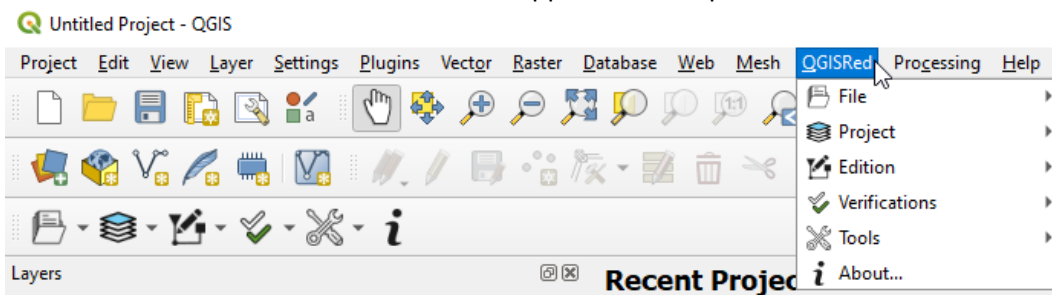 Untitled Project - QGIS
Project Edit View Layer Settings Plugins Vector Raster Database Web Mesh QGISRed Processing Help
File
Project
Edition
Verifications
Tools
About...
Layers
Recent Projec